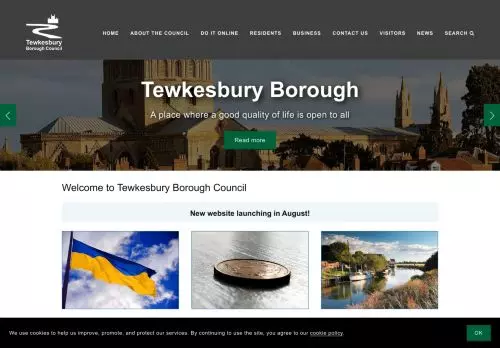 Tewkesbury
Borough Council
HOME ABOUT THE COUNCIL DO IT ONLINE RESIDENTS BUSINESS CONTACT US VISITORS NEWS SEARCH
Tewkesbury Borough
A place where a good quality of life is open to all
Read more
Welcome to Tewkesbury Borough Council
New website launching in August!
We use cookies to help us improve, promote, and protect our services. By continuing to use the site, you agree to our cookie policy.
OK